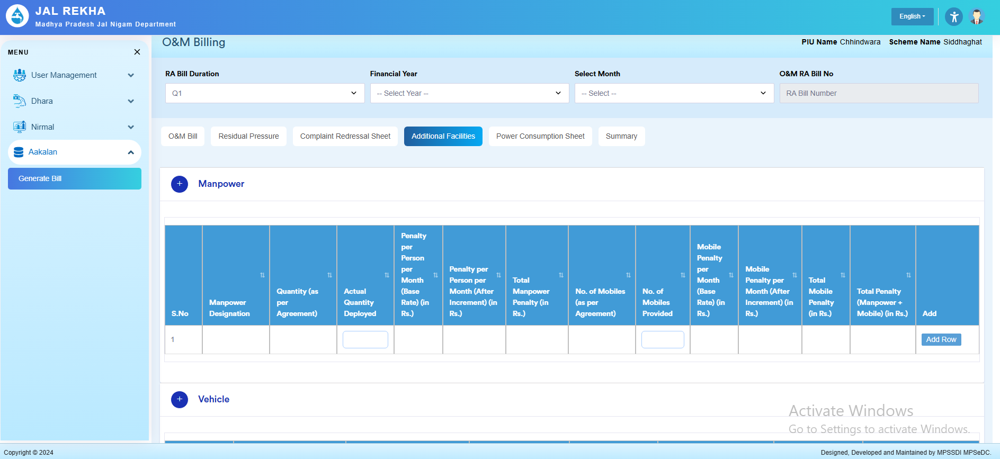 JAL REKHA
Madhya Pradesh Jal Nigam Department
English
MENU
User Management
Dhara
Nirmal
Aakalan
Generate Bill
O&M Billing
PIU Name Chhindwara Scheme Name Siddhaghat
RA Bill Duration
Q1
Financial Year
-- Select Year --
Select Month
-- Select --
O&M RA Bill No
RA Bill Number
O&M Bill
Residual Pressure
Complaint Redressal Sheet
Additional Facilities
Power Consumption Sheet
Summary
+ Manpower
S.No
Manpower
Designation
Quantity (as
per
Agreement)
Actual
Quantity
Deployed
Penalty
per
Person
per
Month
(Base
Rate) (in
Rs.)
Penalty per
Person per
Month (After
Increment) (in
Rs.)
Total
Manpower
Penalty (in
Rs.)
No. of Mobiles
(as per
Agreement)
No. of
Mobiles
Provided
Mobile
Penalty
per
Month
(Base
Rate) (in
Rs.)
Mobile
Penalty per
Month (After
Increment) (in
Rs.)
Total
Mobile
Penalty
(in Rs.)
Total Penalty
(Manpower +
Mobile) (in Rs.)
Add
1
Add Row
+ Vehicle
Activate Windows
Go to Settings to activate Windows.
Copyright © 2024
Designed, Developed and Maintained by MPSSDI MPSeDC.